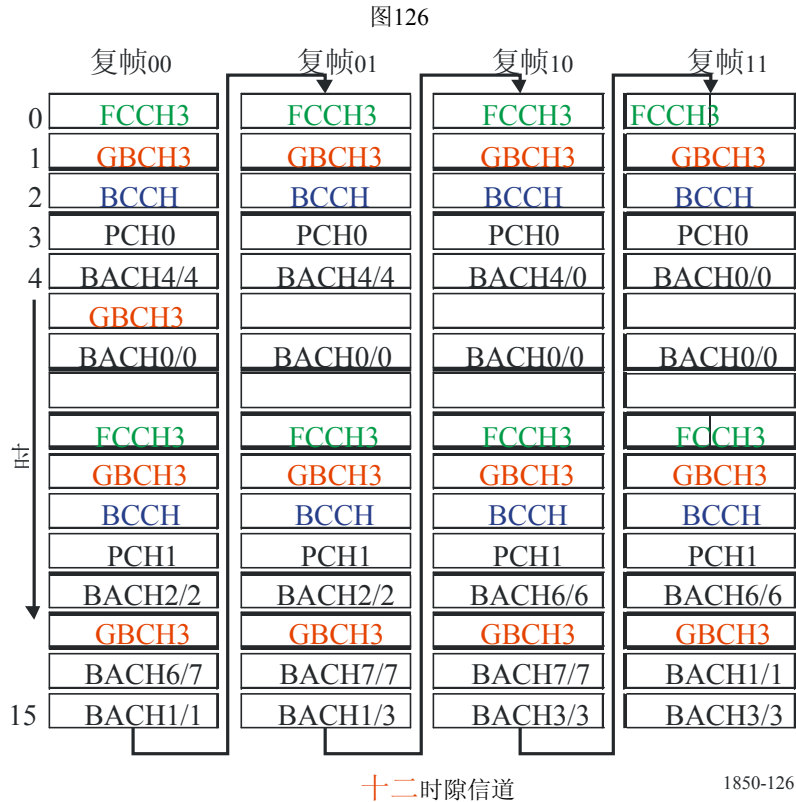 图126
复帧00 复帧01 复帧10 复帧11
0 FCCH3 FCCH3 FCCH3 FCCH3
1 GBCH3 GBCH3 GBCH3 GBCH3
2 BCCH BCCH BCCH BCCH
3 PCH0 PCH0 PCH0 PCH0
4 BACH4/4 BACH4/4 BACH4/0 BACH0/0
GBCH3
BACH0/0 BACH0/0 BACH0/0 BACH0/0
FCCH3 FCCH3 FCCH3 FCCH3
时
GBCH3 GBCH3 GBCH3 GBCH3
BCCH BCCH BCCH BCCH
PCH1 PCH1 PCH1 PCH1
BACH2/2 BACH2/2 BACH6/6 BACH6/6
GBCH3 GBCH3 GBCH3 GBCH3
BACH6/7 BACH7/7 BACH7/7 BACH1/1
15 BACH1/1 BACH1/3 BACH3/3 BACH3/3
十二时隙信道
1850-126